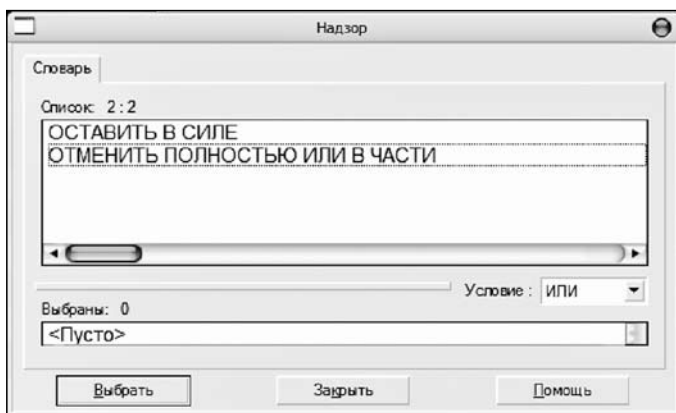 Надзор
Словарь
Список: 2 : 2
ОСТАВИТЬ В СИЛЕ
ОТМЕНИТЬ ПОЛНОСТЬЮ ИЛИ В ЧАСТИ
Условие : ИЛИ
Выбраны: 0
<Пусто>
Выбрать Закрыть Помощь